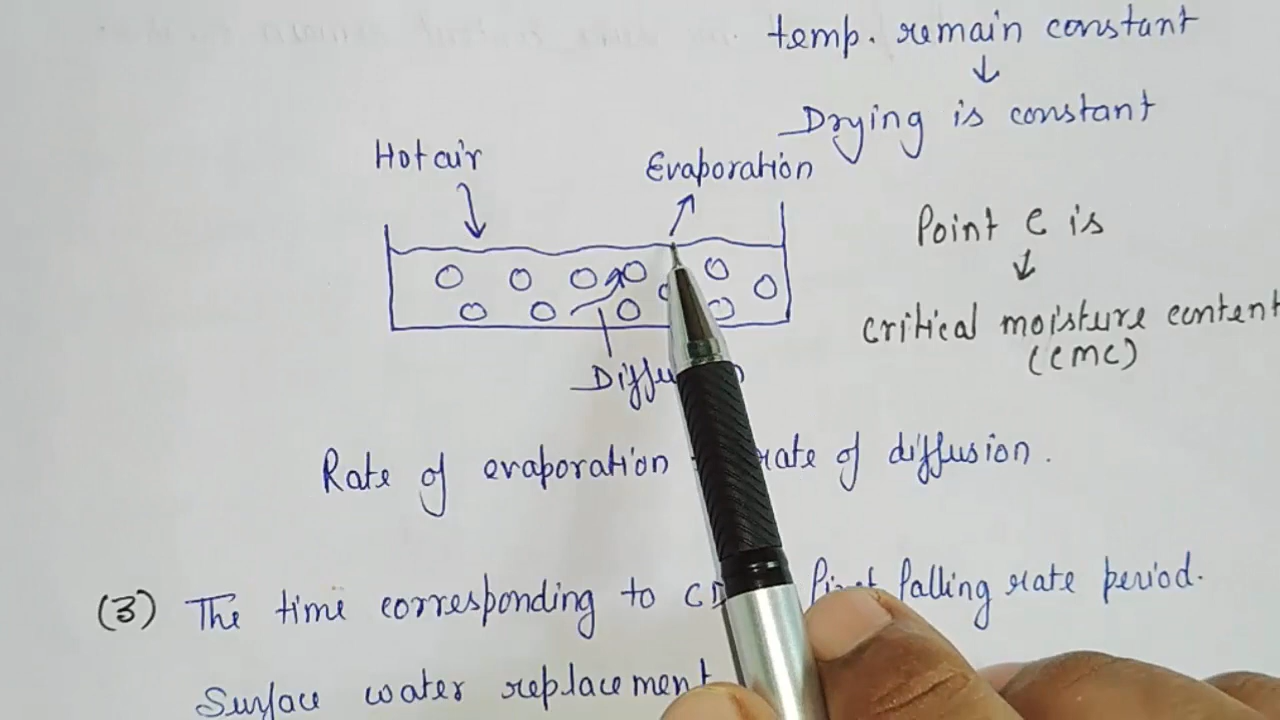 temp. remain constant
↓
Drying is constant
Hot air
Evaporation
Point C is
↓
Critical moisture content
(CMC)
Rate of evaporation rate of diffusion.
(3) The time corresponding to falling rate period.
Surface water replacement